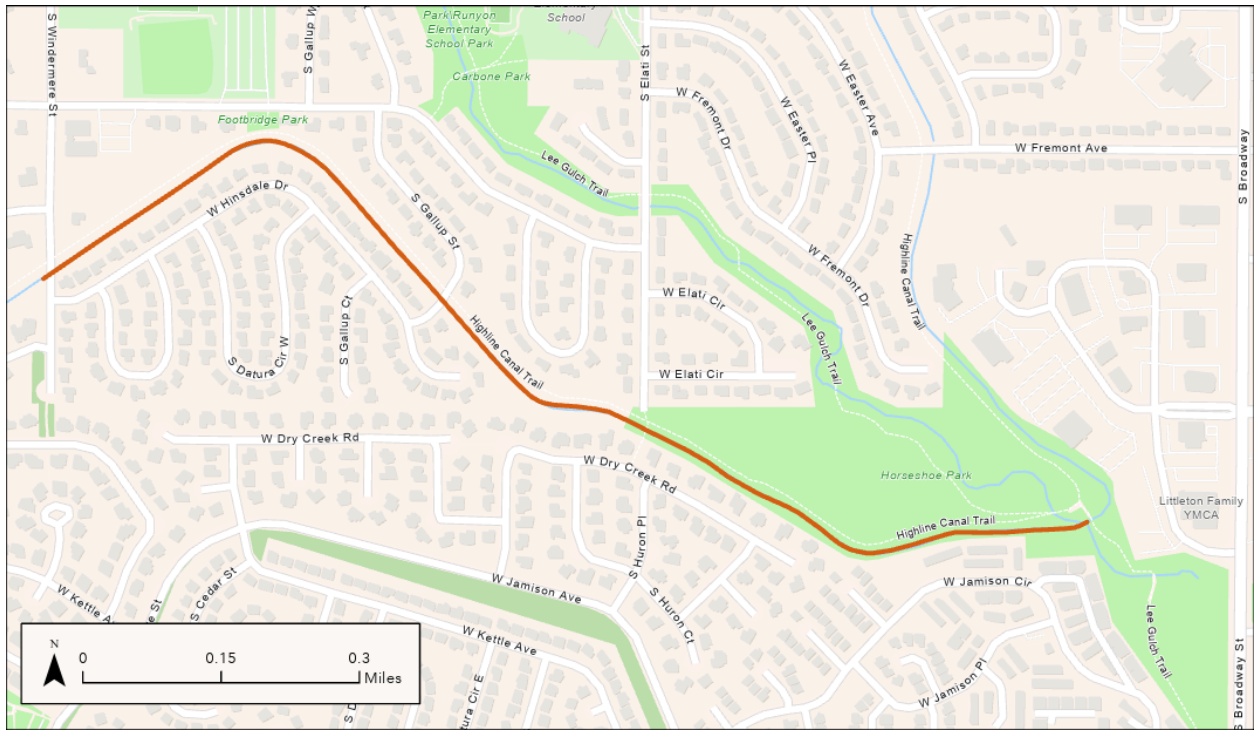 S Windermere St
S Gallup W
Park/Runyon
Elementary
School Park
School
Carbone Park
S Elati St
Footbridge Park
W Fremont Dr
W Easter Pl
W Easter Ave
W Fremont Ave
S Broadway
Lee Gulch Trail
W Hinsdale Dr
S Gallup St
W Fremont Dr
Highline Canal Trail
W Elati Cir
S Datura Cir W
S Gallup Ct
Highline Canal Trail
Lee Gulch Trail
W Elati Cir
W Dry Creek Rd
W Dry Creek Rd
Horseshoe Park
Littleton Family
YMCA
Highline Canal Trail
S Huron Pl
W Jamison Ave
W Jamison Cir
S Cedar St
W Kettle A
S Huron Ct
Lee Gulch Trail
W Kettle Ave
W Jamison Pl
tura Cir E
S Broadway St
N
0
0.15
0.3
Miles